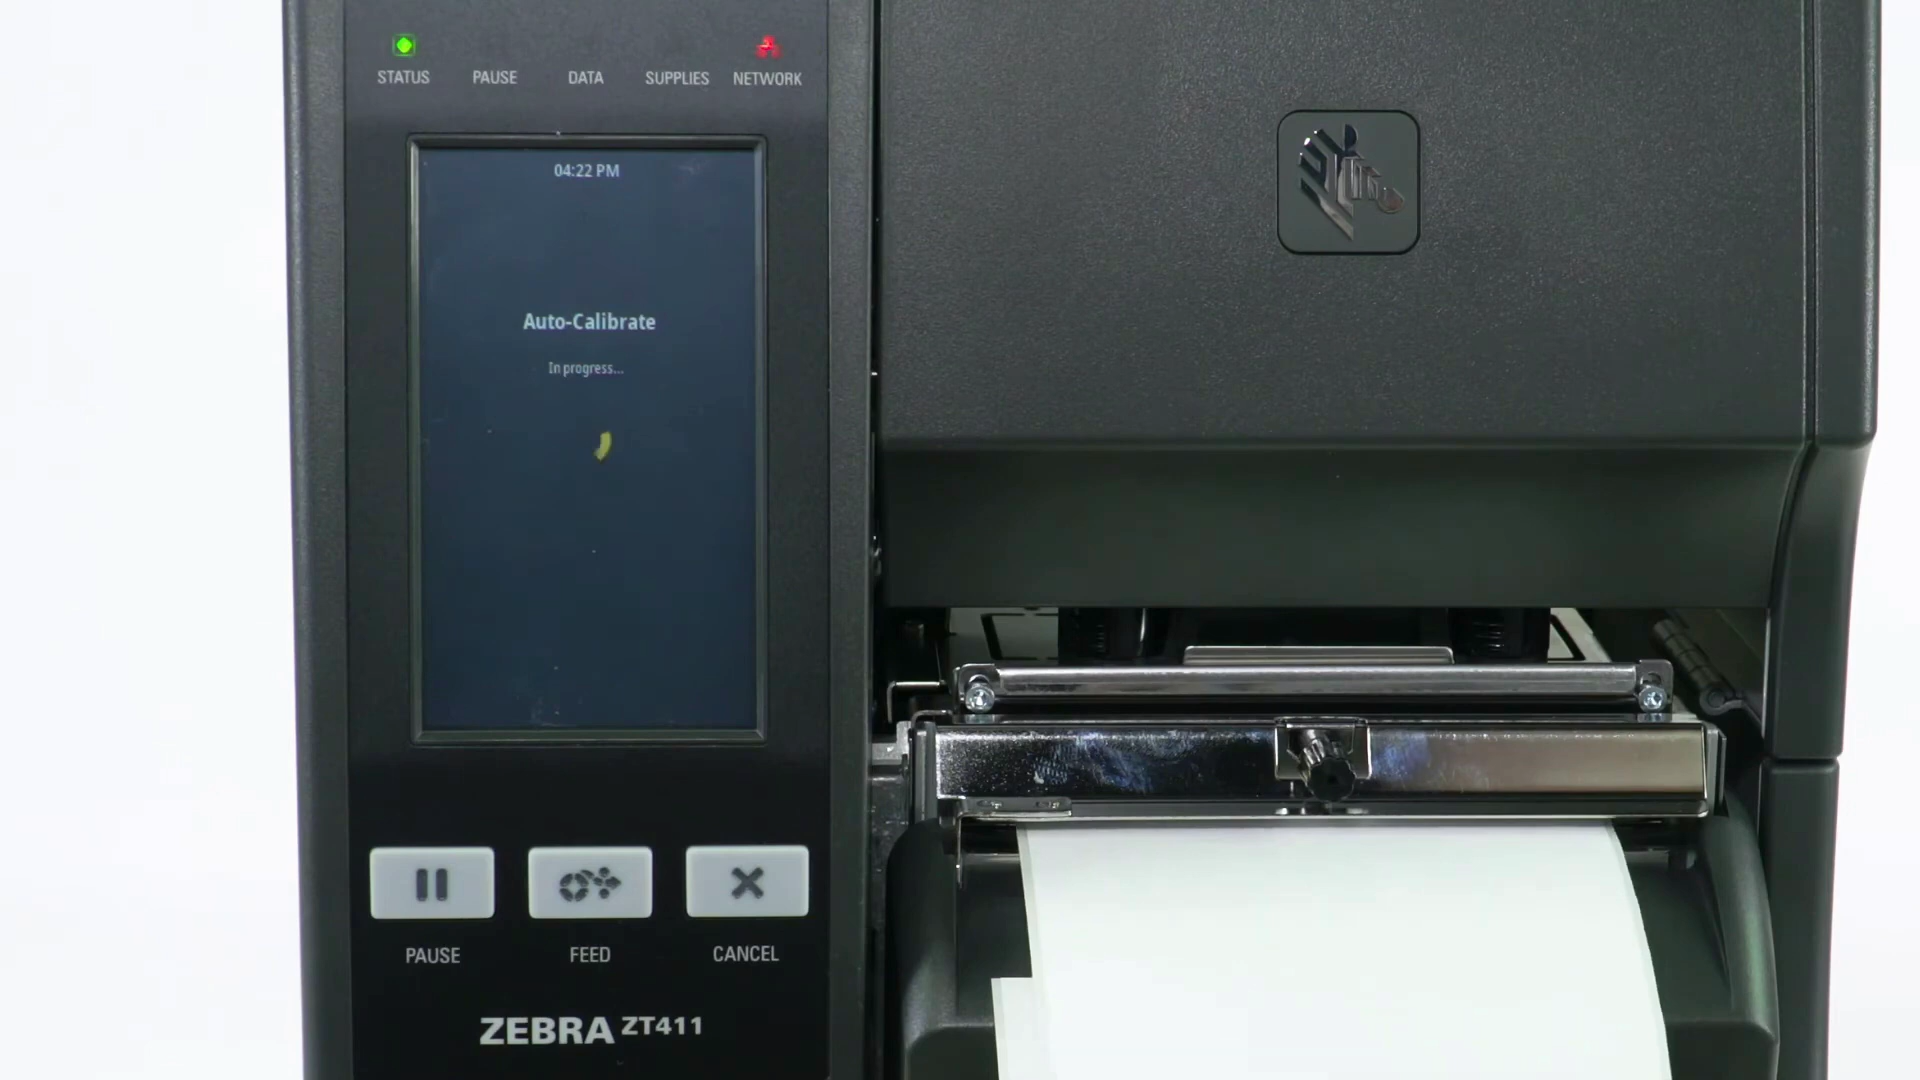 STATUS PAUSE DATA SUPPLIES NETWORK
04:22 PM
Auto-Calibrate
In progress...
PAUSE FEED CANCEL
ZEBRA ZT411